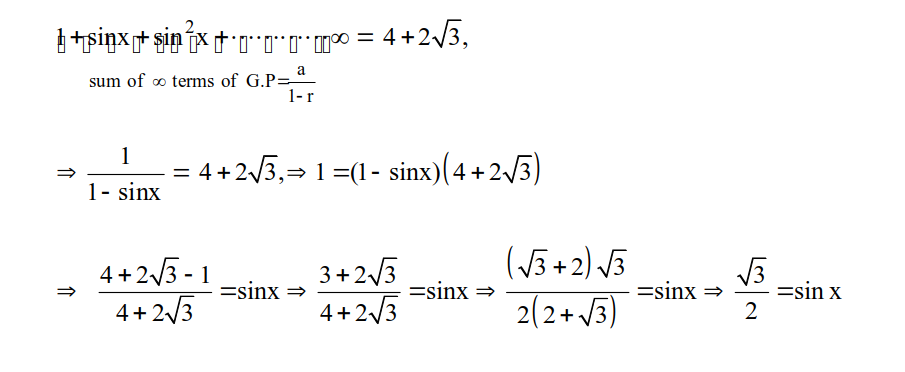 1 + sinx + sin²x + ·············∞ = 4 + 2√3,
sum of ∞ terms of G.P = a/(1- r)
⇒ 1/(1- sinx) = 4 + 2√3, ⇒ 1 = (1- sinx)(4 + 2√3)
⇒ (4 + 2√3 - 1)/(4 + 2√3) = sinx ⇒ (3 + 2√3)/(4 + 2√3) = sinx ⇒ ((√3 + 2)√3)/(2(2 + √3)) = sinx ⇒ √3/2 = sin x